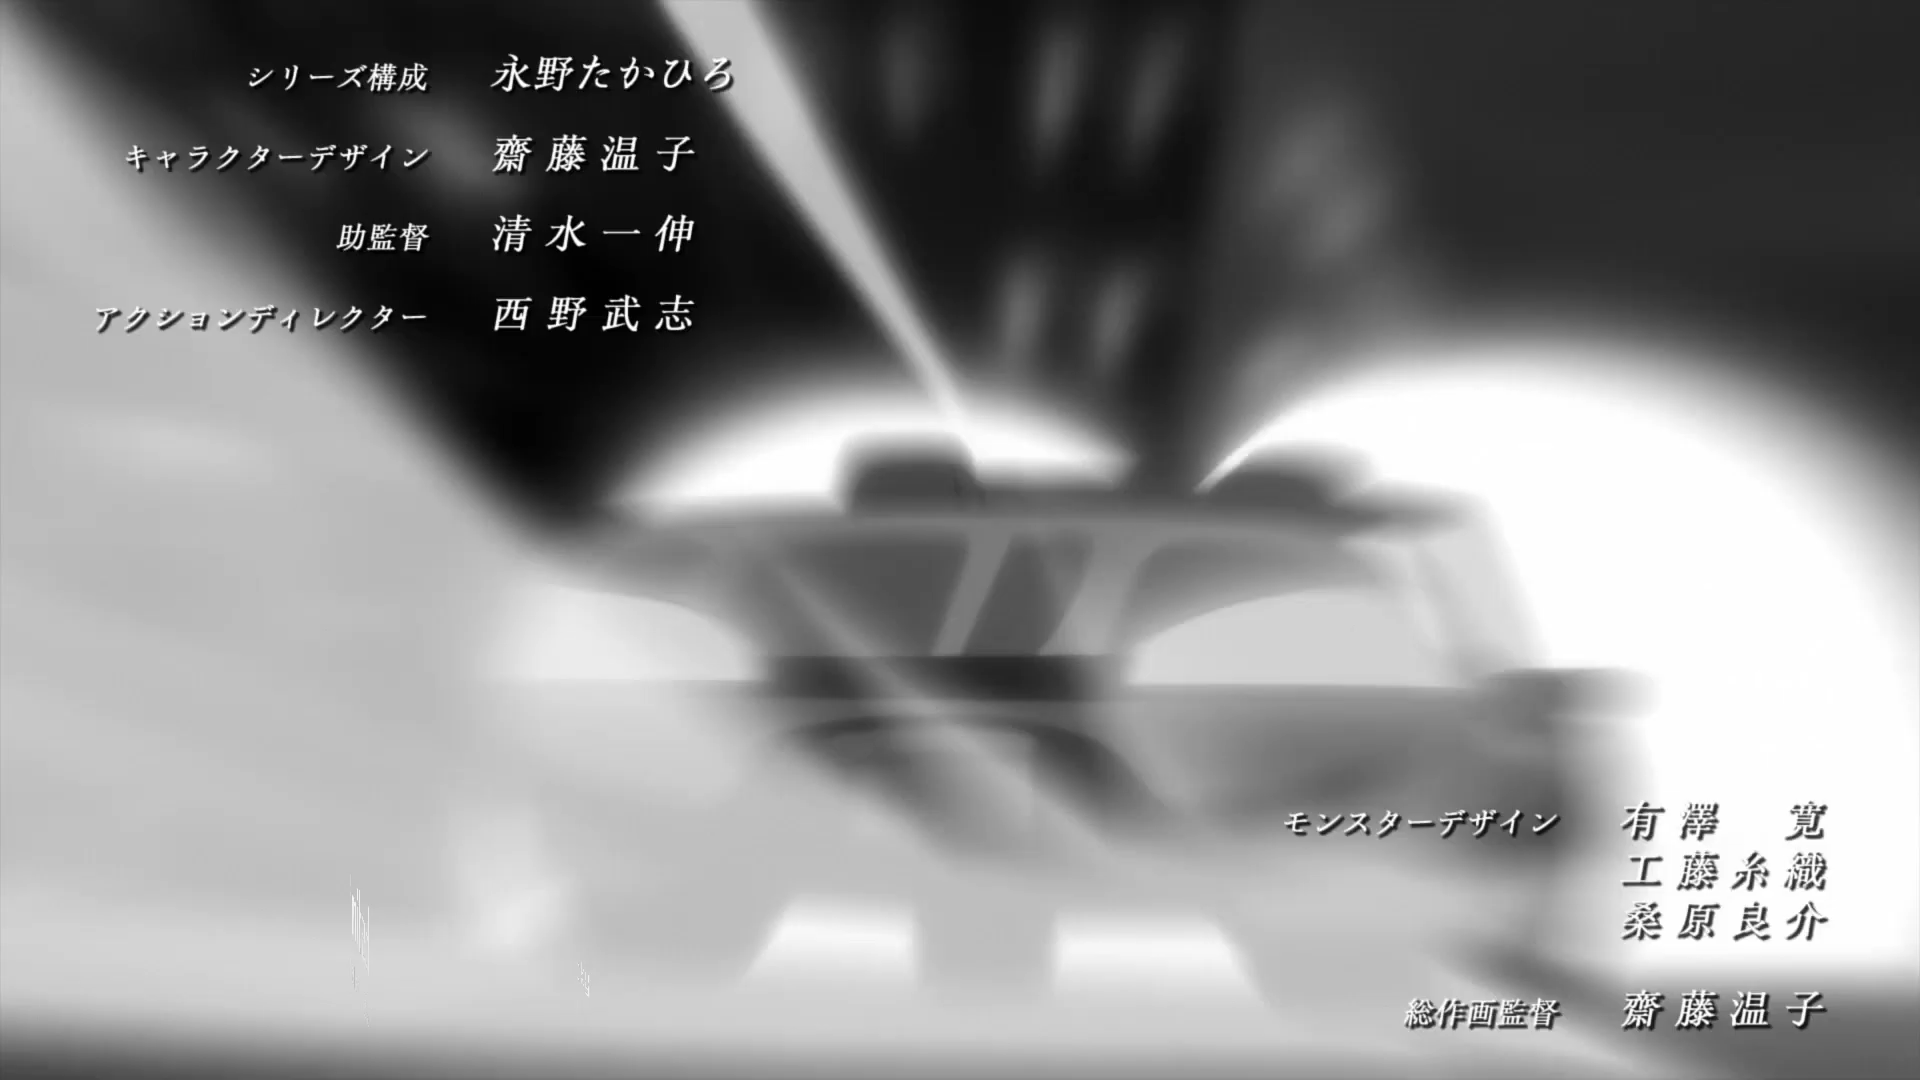 シリーズ構成　永野たかひろ
キャラクターデザイン　齋藤温子
助監督　清水一伸
アクションディレクター　西野武志
モンスターデザイン　有澤　寛
工藤糸織
桑原良介
総作画監督　齋藤温子